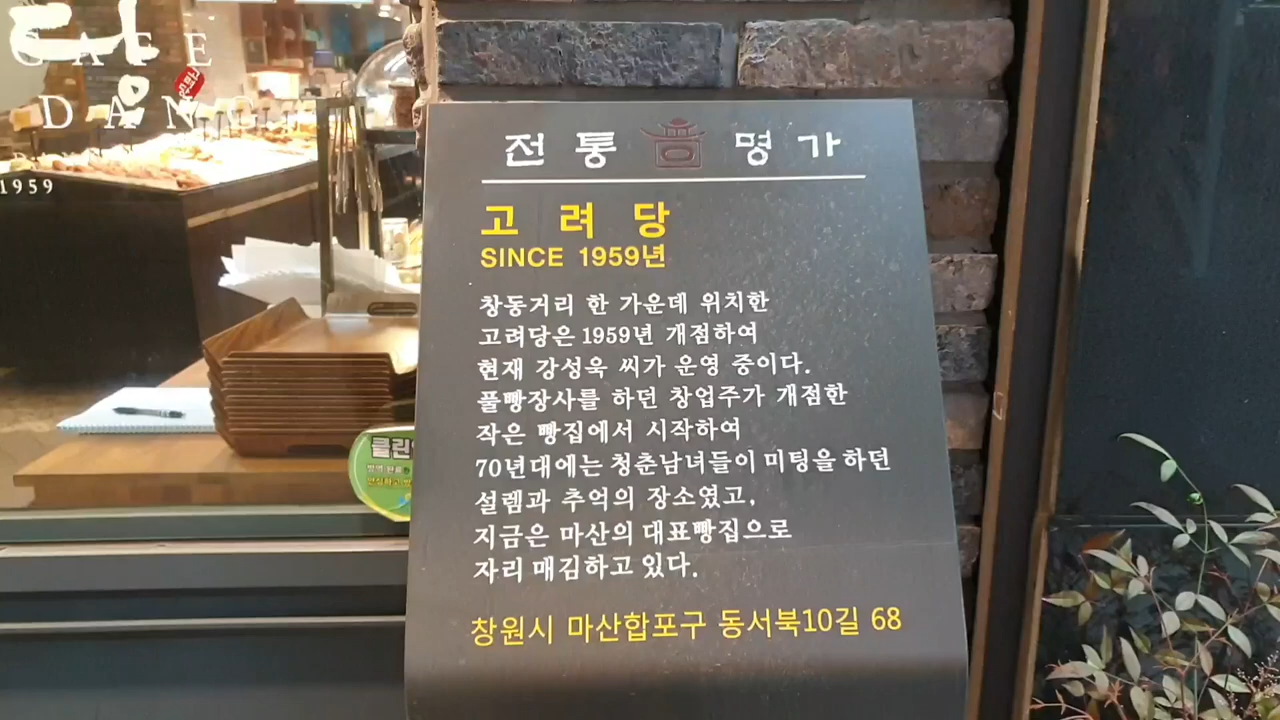 당
CAFE
DANG
1959
전통 명가
고려당
SINCE 1959년
창동거리 한 가운데 위치한
고려당은 1959년 개점하여
현재 강성욱 씨가 운영 중이다.
풀빵장사를 하던 창업주가 개점한
작은 빵집에서 시작하여
70년대에는 청춘남녀들이 미팅을 하던
설렘과 추억의 장소였고,
지금은 마산의 대표빵집으로
자리 매김하고 있다.
창원시 마산합포구 동서북10길 68
클린